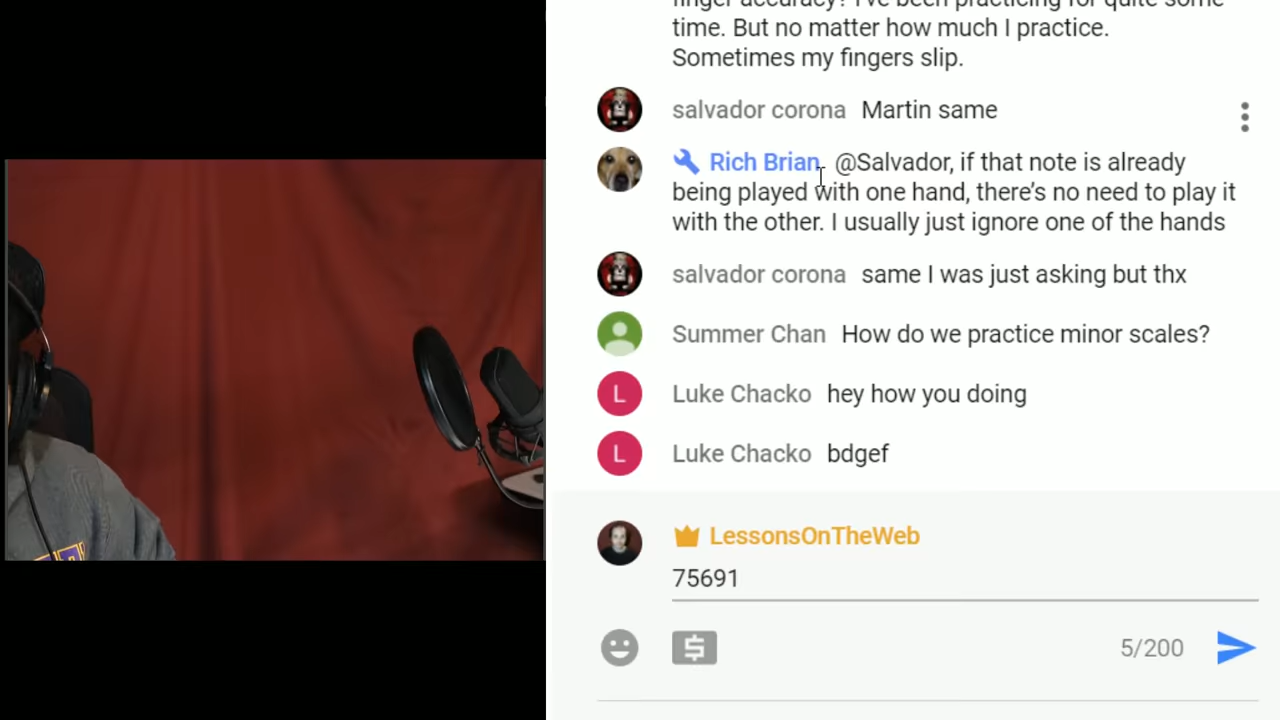 finger accuracy? I've been practicing for quite some
time. But no matter how much I practice.
Sometimes my fingers slip.
salvador corona Martin same
Rich Brian @Salvador, if that note is already
being played with one hand, there's no need to play it
with the other. I usually just ignore one of the hands
salvador corona same I was just asking but thx
Summer Chan How do we practice minor scales?
L Luke Chacko hey how you doing
L Luke Chacko bdgef
LessonsOnTheWeb
75691
5/200